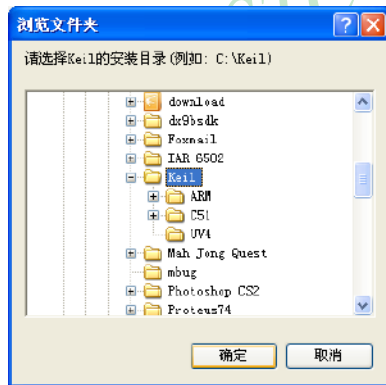 浏览文件夹
请选择Keil的安装目录(例如: C:\Keil)
download
dx9bsdk
Foxmail
IAR 6502
Keil
ARM
C51
UV4
Mah Jong Quest
mbug
Photoshop CS2
Proteus74
确定
取消